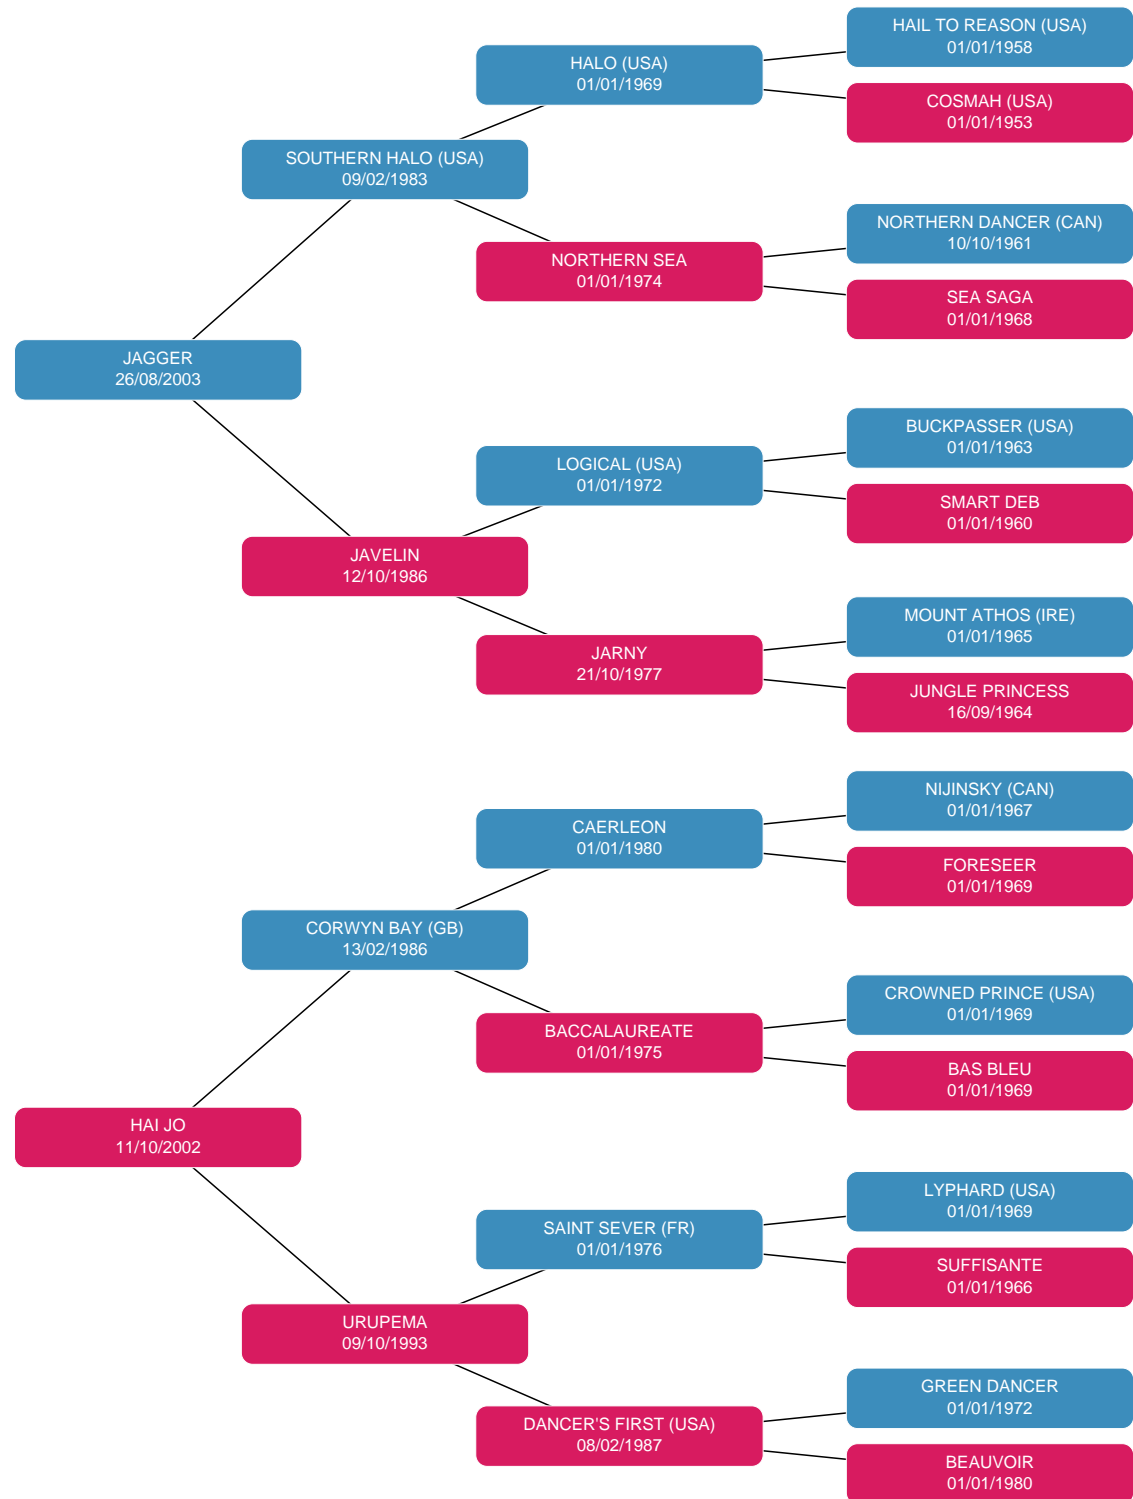 HAIL TO REASON (USA)
01/01/1958
HALO (USA)
01/01/1969
COSMAH (USA)
01/01/1953
SOUTHERN HALO (USA)
09/02/1983
NORTHERN DANCER (CAN)
10/10/1961
NORTHERN SEA
01/01/1974
SEA SAGA
01/01/1968
JAGGER
26/08/2003
BUCKPASSER (USA)
01/01/1963
LOGICAL (USA)
01/01/1972
SMART DEB
01/01/1960
JAVELIN
12/10/1986
MOUNT ATHOS (IRE)
01/01/1965
JARNY
21/10/1977
JUNGLE PRINCESS
16/09/1964
NIJINSKY (CAN)
01/01/1967
CAERLEON
01/01/1980
FORESEER
01/01/1969
CORWYN BAY (GB)
13/02/1986
CROWNED PRINCE (USA)
01/01/1969
BACCALAUREATE
01/01/1975
BAS BLEU
01/01/1969
HAI JO
11/10/2002
LYPHARD (USA)
01/01/1969
SAINT SEVER (FR)
01/01/1976
SUFFISANTE
01/01/1966
URUPEMA
09/10/1993
GREEN DANCER
01/01/1972
DANCER'S FIRST (USA)
08/02/1987
BEAUVOIR
01/01/1980